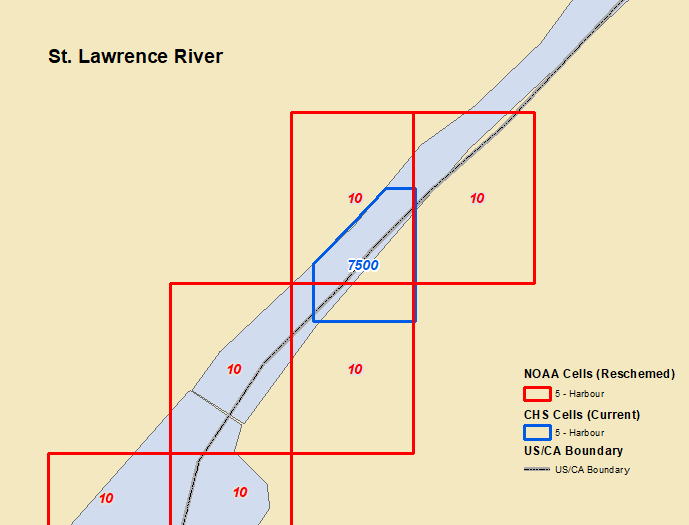 St. Lawrence River
10
10
7500
10
10
10
10
NOAA Cells (Reschemed)
5 - Harbour
CHS Cells (Current)
5 - Harbour
US/CA Boundary
US/CA Boundary